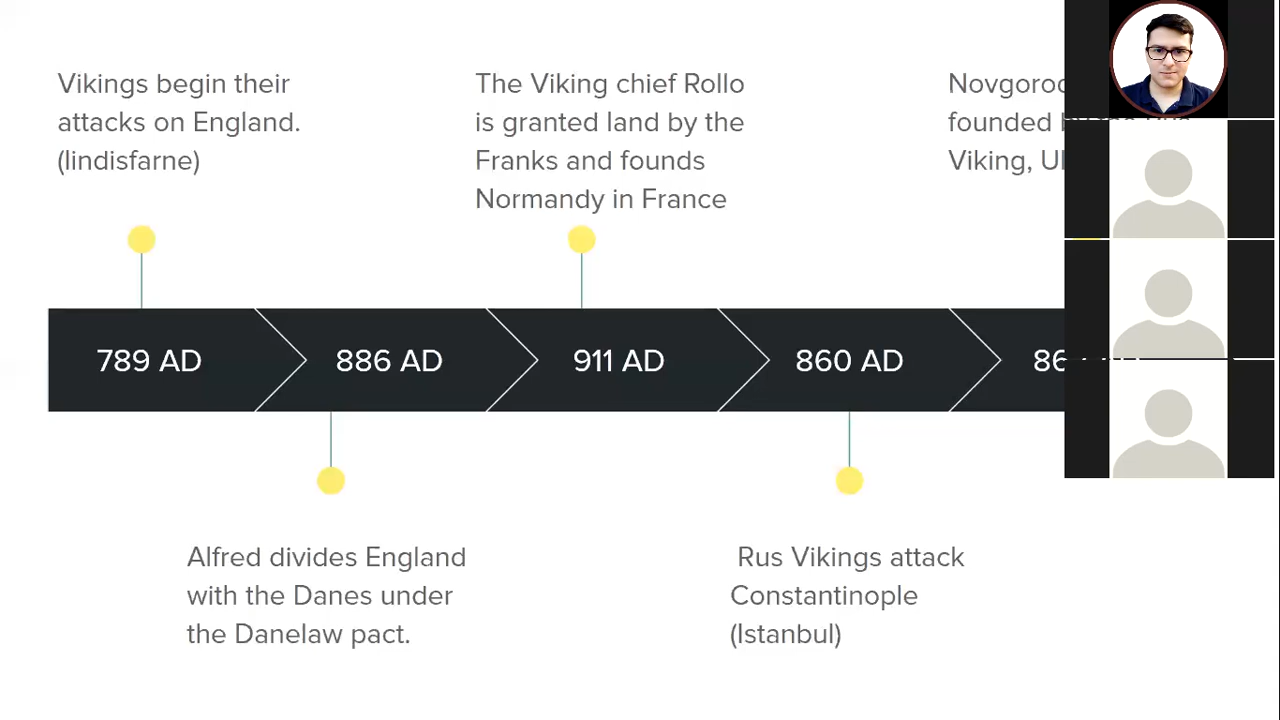 Vikings begin their
attacks on England.
(lindisfarne)
The Viking chief Rollo
is granted land by the
Franks and founds
Normandy in France
founded
Viking,
789 AD
886 AD
911 AD
860 AD
Alfred divides England
with the Danes under
the Danelaw pact.
Rus Vikings attack
Constantinople
(Istanbul)